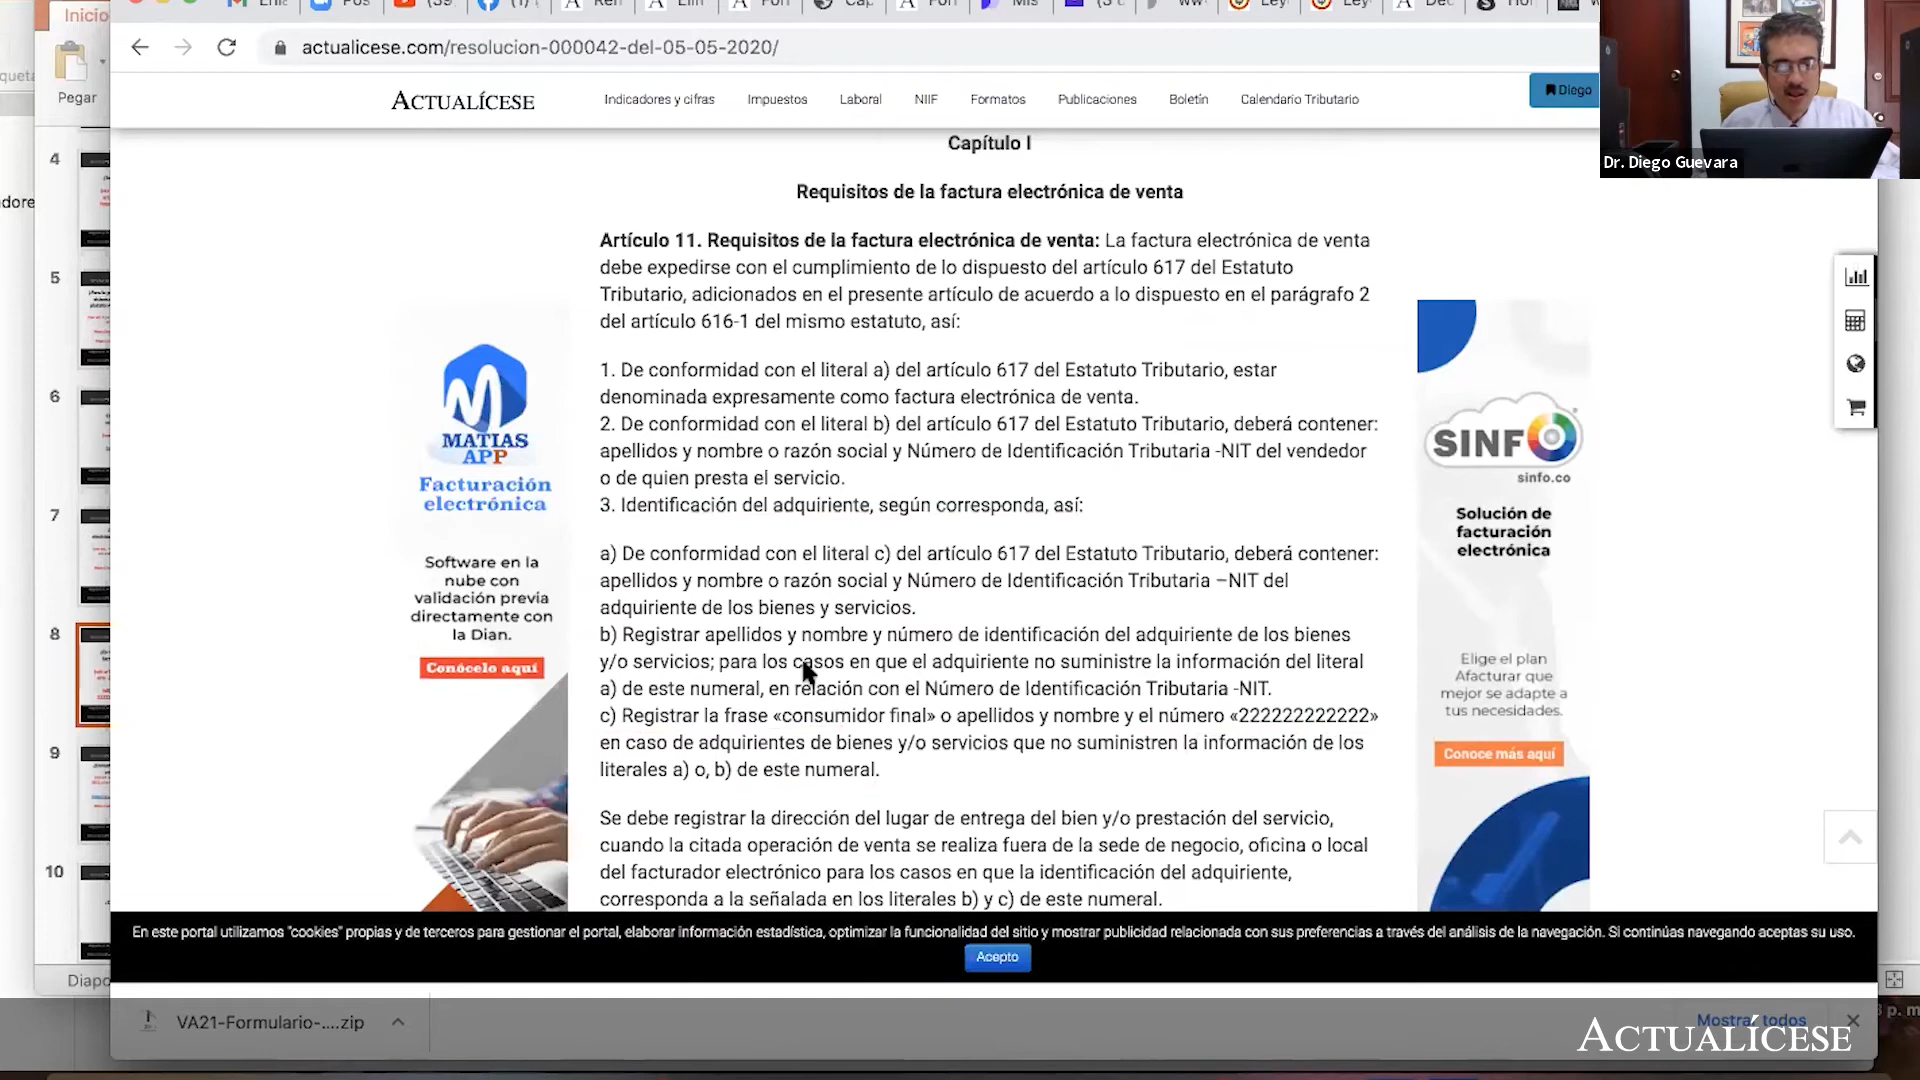 Inicio
Pegar
actualicese.com/resolucion-000042-del-05-05-2020/
ACTUALÍCESE
Indicadores y cifras
Impuestos
Laboral
NIIF
Formatos
Publicaciones
Boletín
Calendario Tributario
Diego
Dr. Diego Guevara
Capítulo I
Requisitos de la factura electrónica de venta
Artículo 11. Requisitos de la factura electrónica de venta: La factura electrónica de venta
debe expedirse con el cumplimiento de lo dispuesto del artículo 617 del Estatuto
Tributario, adicionados en el presente artículo de acuerdo a lo dispuesto en el parágrafo 2
del artículo 616-1 del mismo estatuto, así:
1. De conformidad con el literal a) del artículo 617 del Estatuto Tributario, estar
denominada expresamente como factura electrónica de venta.
2. De conformidad con el literal b) del artículo 617 del Estatuto Tributario, deberá contener:
apellidos y nombre o razón social y Número de Identificación Tributaria -NIT del vendedor
o de quien presta el servicio.
3. Identificación del adquiriente, según corresponda, así:
a) De conformidad con el literal c) del artículo 617 del Estatuto Tributario, deberá contener:
apellidos y nombre o razón social y Número de Identificación Tributaria –NIT del
adquiriente de los bienes y servicios.
b) Registrar apellidos y nombre y número de identificación del adquiriente de los bienes
y/o servicios; para los casos en que el adquiriente no suministre la información del literal
a) de este numeral, en relación con el Número de Identificación Tributaria -NIT.
c) Registrar la frase «consumidor final» o apellidos y nombre y el número «222222222222»
en caso de adquirientes de bienes y/o servicios que no suministren la información de los
literales a) o, b) de este numeral.
Se debe registrar la dirección del lugar de entrega del bien y/o prestación del servicio,
cuando la citada operación de venta se realiza fuera de la sede de negocio, oficina o local
del facturador electrónico para los casos en que la identificación del adquiriente,
corresponda a la señalada en los literales b) y c) de este numeral.
MATIAS
APP
Facturación
electrónica
Software en la
nube con
validación previa
directamente con
la Dian.
Conócelo aquí
SINFO
sinfo.co
Solución de
facturación
electrónica
Elige el plan
Afacturar que
mejor se adapte a
tus necesidades.
Conoce más aquí
4
5
6
7
8
9
10
En este portal utilizamos "cookies" propias y de terceros para gestionar el portal, elaborar información estadística, optimizar la funcionalidad del sitio y mostrar publicidad relacionada con sus preferencias a través del análisis de la navegación. Si continúas navegando aceptas su uso.
Acepto
VA21-Formulario-....zip
Mostrar todos
ACTUALÍCESE